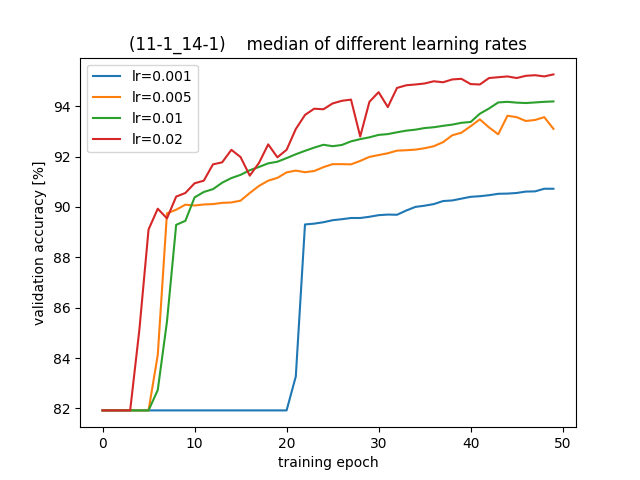 (11-1_14-1)    median of different learning rates
lr=0.001
lr=0.005
lr=0.01
lr=0.02
validation accuracy [%]
94
92
90
88
86
84
82
0 10 20 30 40 50
training epoch